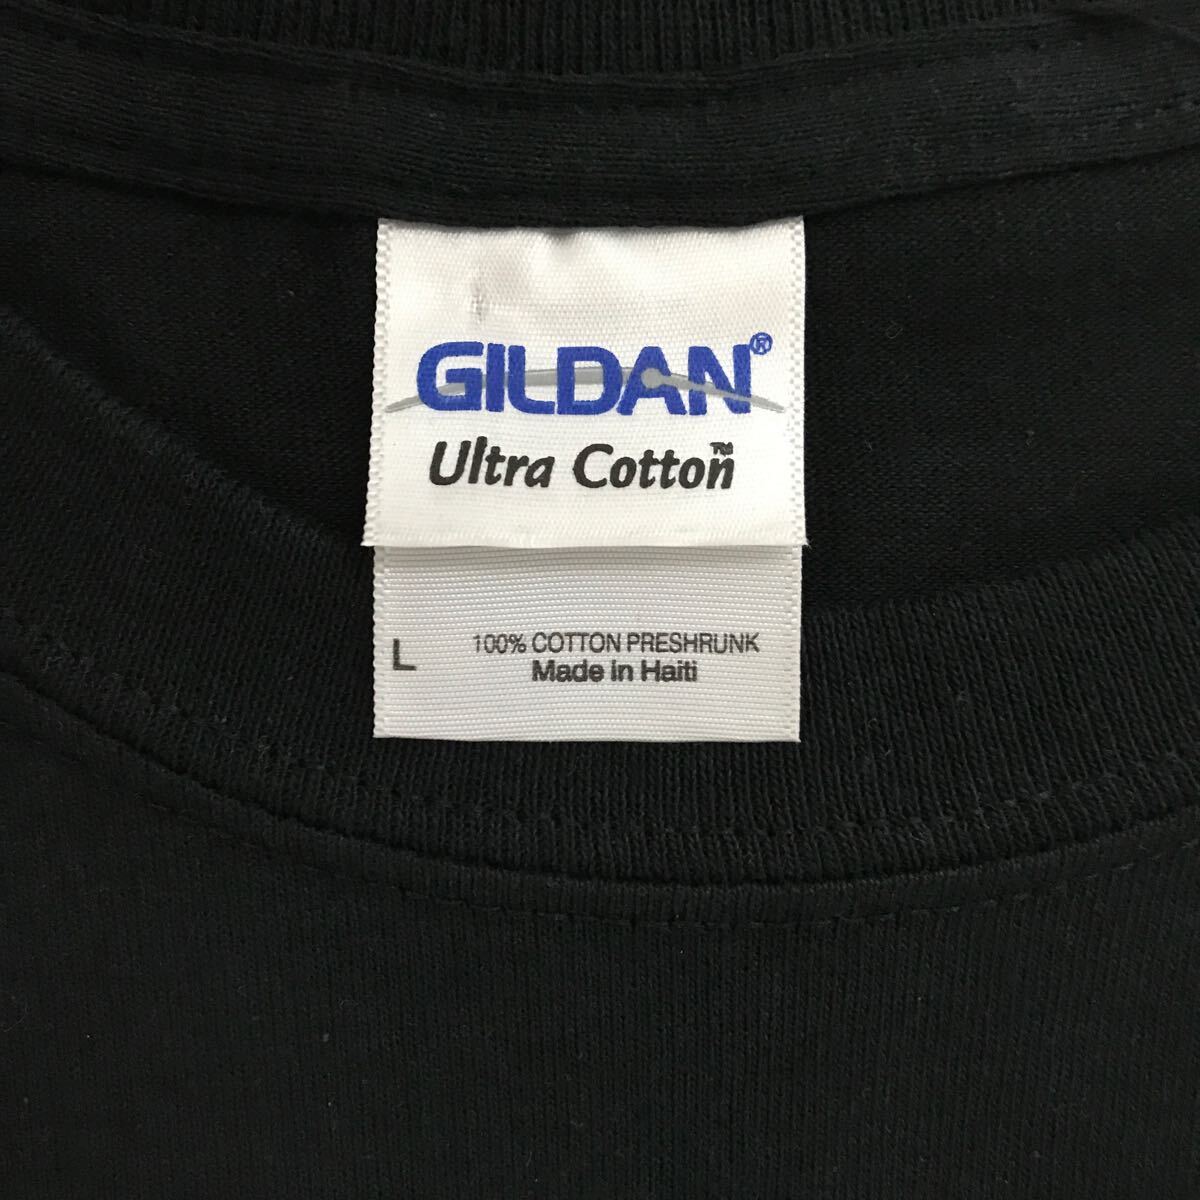 GILDAN®
Ultra Cotton™
L 100% COTTON PRESHRUNK
Made in Haiti